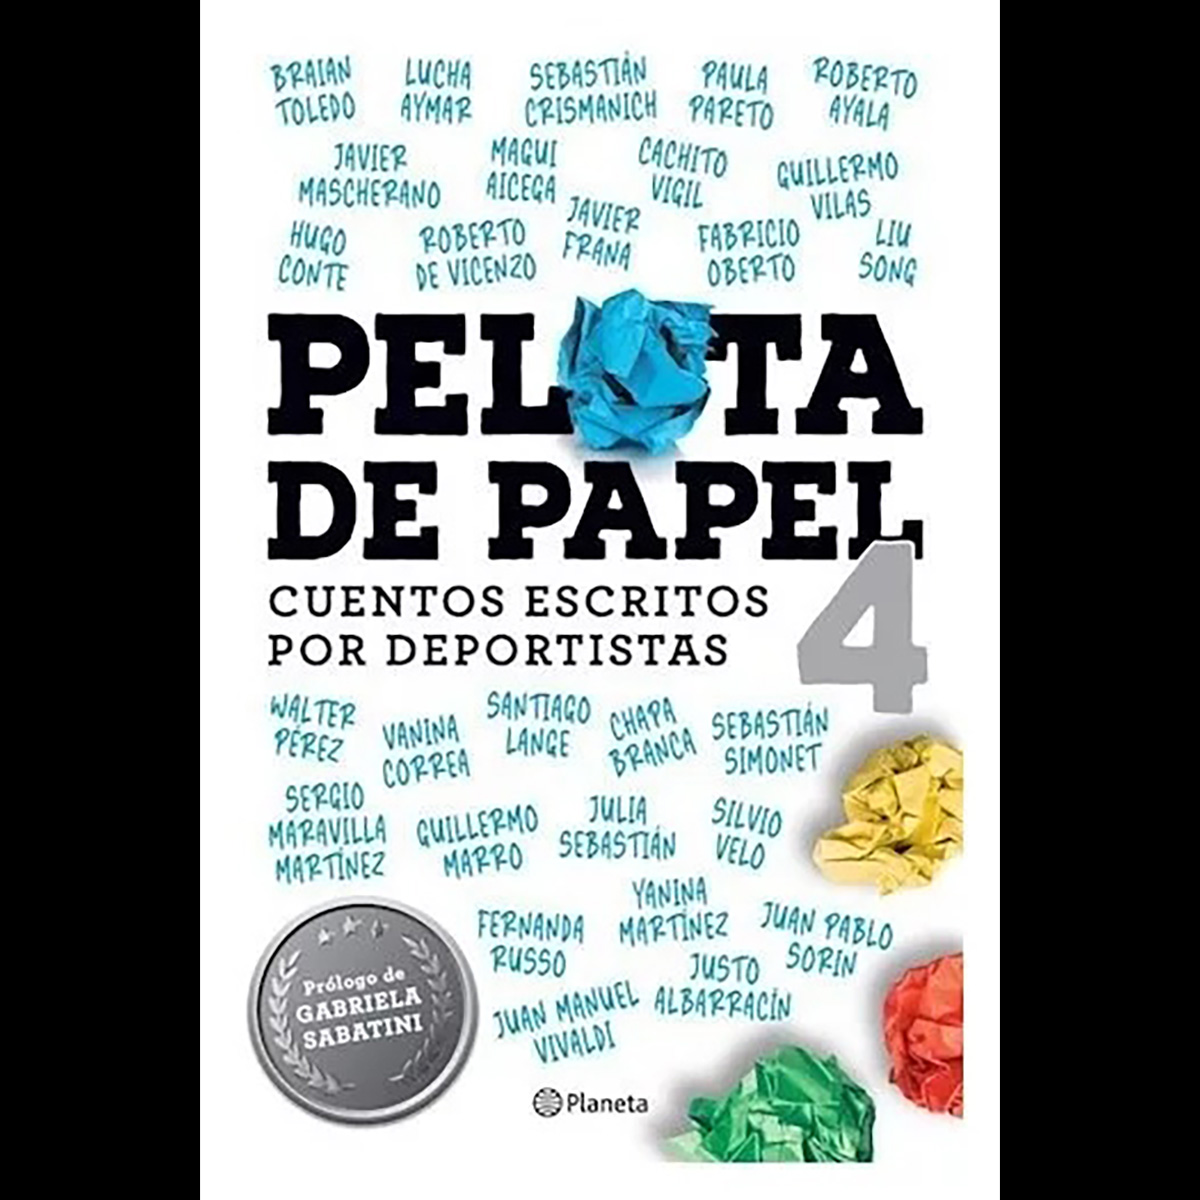 BRAIAN
TOLEDO
LUCHA
AYMAR
SEBASTIÁN
CRISMANICH
PAULA
PARETO
ROBERTO
AYALA
JAVIER
MASCHERANO
MAGUI
AICEGA
CACHITO
VIGIL
GUILLERMO
VILAS
HUGO
CONTE
ROBERTO
DE VICENZO
JAVIER
FRANA
FABRICIO
OBERTO
LIU
SONG
PELOTA
DE PAPEL
4
CUENTOS ESCRITOS
POR DEPORTISTAS
WALTER
PÉREZ
VANINA
CORREA
SANTIAGO
LANGE
CHAPA
BRANCA
SEBASTIÁN
SIMONET
SERGIO
MARAVILLA
MARTÍNEZ
GUILLERMO
MARRO
JULIA
SEBASTIÁN
SILVIO
VELO
FERNANDA
RUSSO
YANINA
MARTÍNEZ
JUAN PABLO
SORÍN
JUAN MANUEL
VIVALDI
JUSTO
ALBARRACÍN
Prólogo de
GABRIELA
SABATINI
Planeta